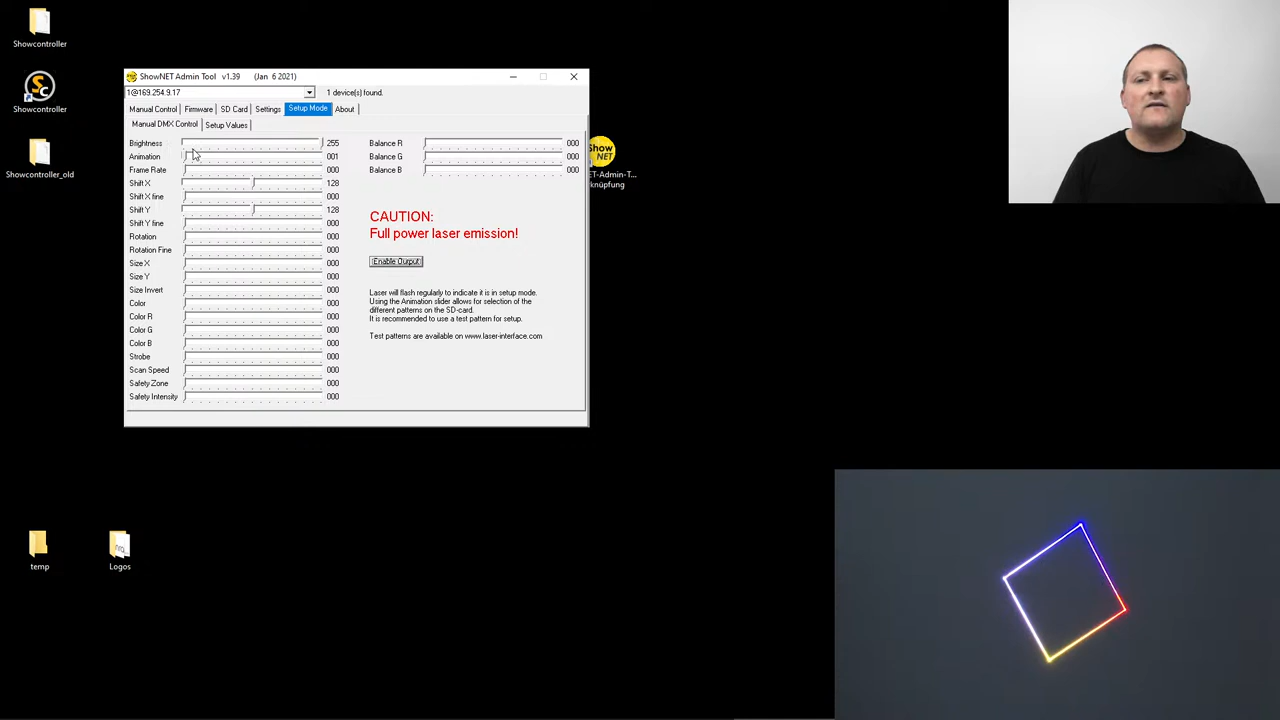 Showcontroller
Showcontroller
Showcontroller_old
temp
Logos
ShowNET Admin Tool v1.39 (Jan 6 2021)
1@169.254.9.17
1 device(s) found.
Manual Control
Firmware
SD Card
Settings
Setup Mode
About
Manual DMX Control
Setup Values
Brightness 255
Animation 001
Frame Rate 000
Shift X 128
Shift X fine 000
Shift Y 128
Shift Y fine 000
Rotation 000
Rotation Fine 000
Size X 000
Size Y 000
Size Invert 000
Color 000
Color R 000
Color G 000
Color B 000
Strobe 000
Scan Speed 000
Safety Zone 000
Safety Intensity 000
Balance R 000
Balance G 000
Balance B 000
CAUTION:
Full power laser emission!
Enable Output
Laser will flash regularly to indicate it is in setup mode.
Using the Animation slider allows for selection of the
different patterns on the SD-card.
It is recommended to use a test pattern for setup.
Test patterns are available on www.laser-interface.com
Show
NET
ET-Admin-T...
knüpfung